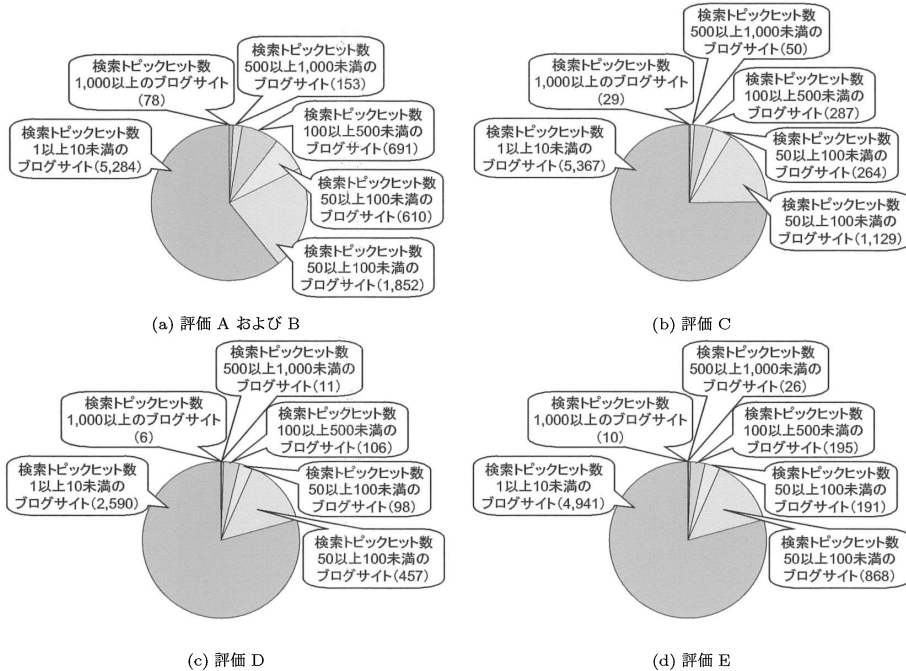 検索トピックヒット数
500以上1,000未満の
ブログサイト(153)
検索トピックヒット数
1,000以上のブログサイト
(78)
検索トピックヒット数
100以上500未満の
ブログサイト(691)
検索トピックヒット数
1以上10未満の
ブログサイト(5,284)
検索トピックヒット数
50以上100未満の
ブログサイト(610)
検索トピックヒット数
50以上100未満の
ブログサイト(1,852)
(a) 評価 A および B
検索トピックヒット数
500以上1,000未満の
ブログサイト(50)
検索トピックヒット数
1,000以上のブログサイト
(29)
検索トピックヒット数
100以上500未満の
ブログサイト(287)
検索トピックヒット数
1以上10未満の
ブログサイト(5,367)
検索トピックヒット数
50以上100未満の
ブログサイト(264)
検索トピックヒット数
50以上100未満の
ブログサイト(1,129)
(b) 評価 C
検索トピックヒット数
500以上1,000未満の
ブログサイト(11)
検索トピックヒット数
1,000以上のブログサイト
(6)
検索トピックヒット数
100以上500未満の
ブログサイト(106)
検索トピックヒット数
1以上10未満の
ブログサイト(2,590)
検索トピックヒット数
50以上100未満の
ブログサイト(98)
検索トピックヒット数
50以上100未満の
ブログサイト(457)
(c) 評価 D
検索トピックヒット数
500以上1,000未満の
ブログサイト(26)
検索トピックヒット数
1,000以上のブログサイト
(10)
検索トピックヒット数
100以上500未満の
ブログサイト(195)
検索トピックヒット数
1以上10未満の
ブログサイト(4,941)
検索トピックヒット数
50以上100未満の
ブログサイト(191)
検索トピックヒット数
50以上100未満の
ブログサイト(868)
(d) 評価 E